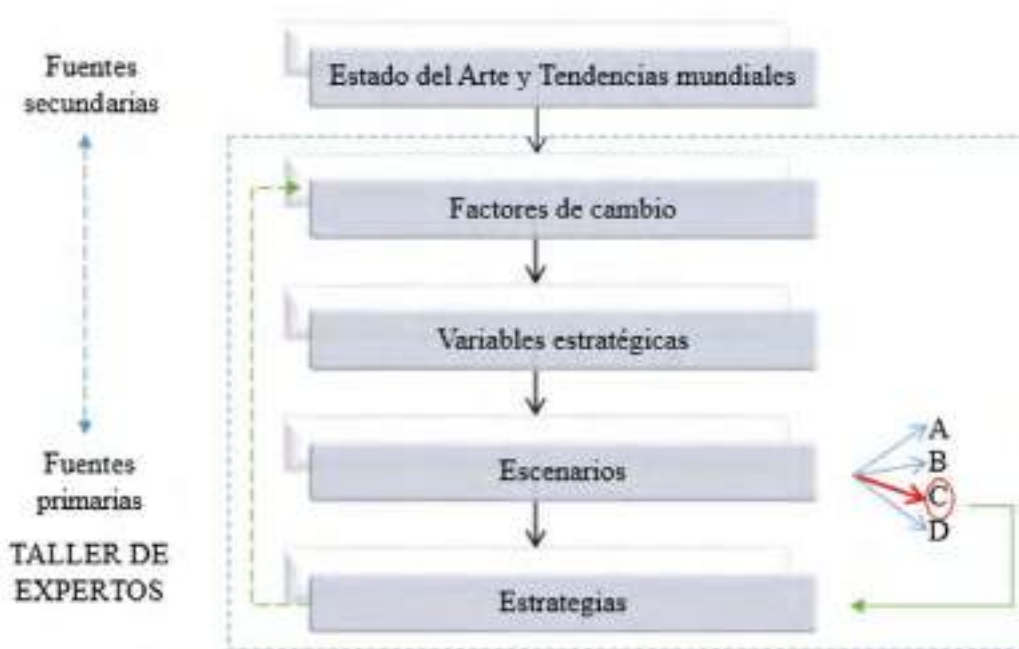 Fuentes
secundarias
Estado del Arte y Tendencias mundiales
Factores de cambio
Variables estratégicas
Escenarios
A
B
C
D
Fuentes
primarias
TALLER DE
EXPERTOS
Estrategias